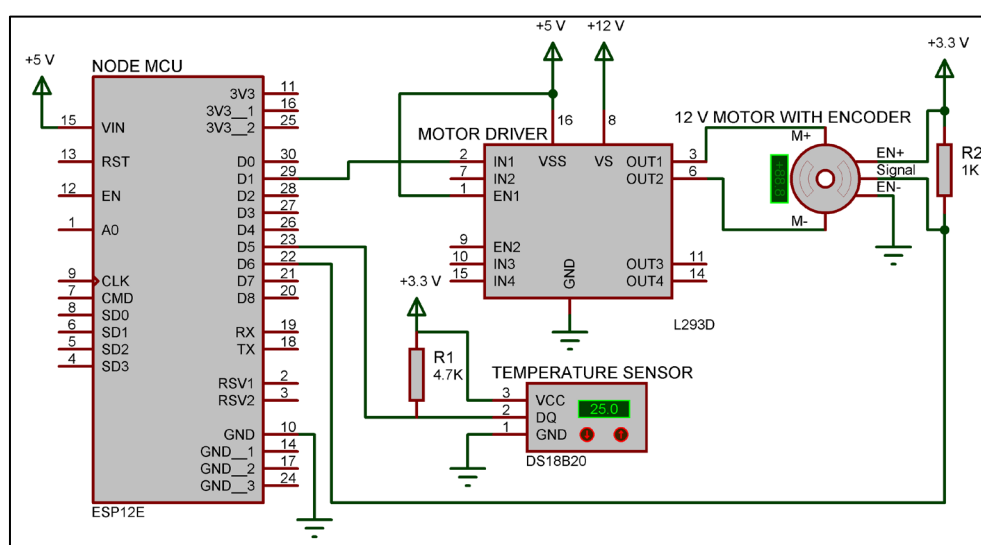 +5 V
NODE MCU
15 VIN
13 RST
12 EN
1 A0
9 CLK
7 CMD
8 SD0
6 SD1
5 SD2
4 SD3
3V3 11
3V3__1 16
3V3__2 25
D0 30
D1 29
D2 28
D3 27
D4 26
D5 23
D6 22
D7 21
D8 20
RX 19
TX 18
RSV1 2
RSV2 3
GND 10
GND__1 14
GND__2 17
GND__3 24
ESP12E
+5 V
+12 V
MOTOR DRIVER
16 VSS
8 VS
2 IN1
7 IN2
1 EN1
9 EN2
10 IN3
15 IN4
GND
OUT1 3
OUT2 6
OUT3 11
OUT4 14
L293D
12 V MOTOR WITH ENCODER
M+
M-
+88.8
EN+
Signal
EN-
+3.3 V
R2
1K
+3.3 V
R1
4.7K
TEMPERATURE SENSOR
3 VCC
2 DQ
1 GND
25.0
DS18B20